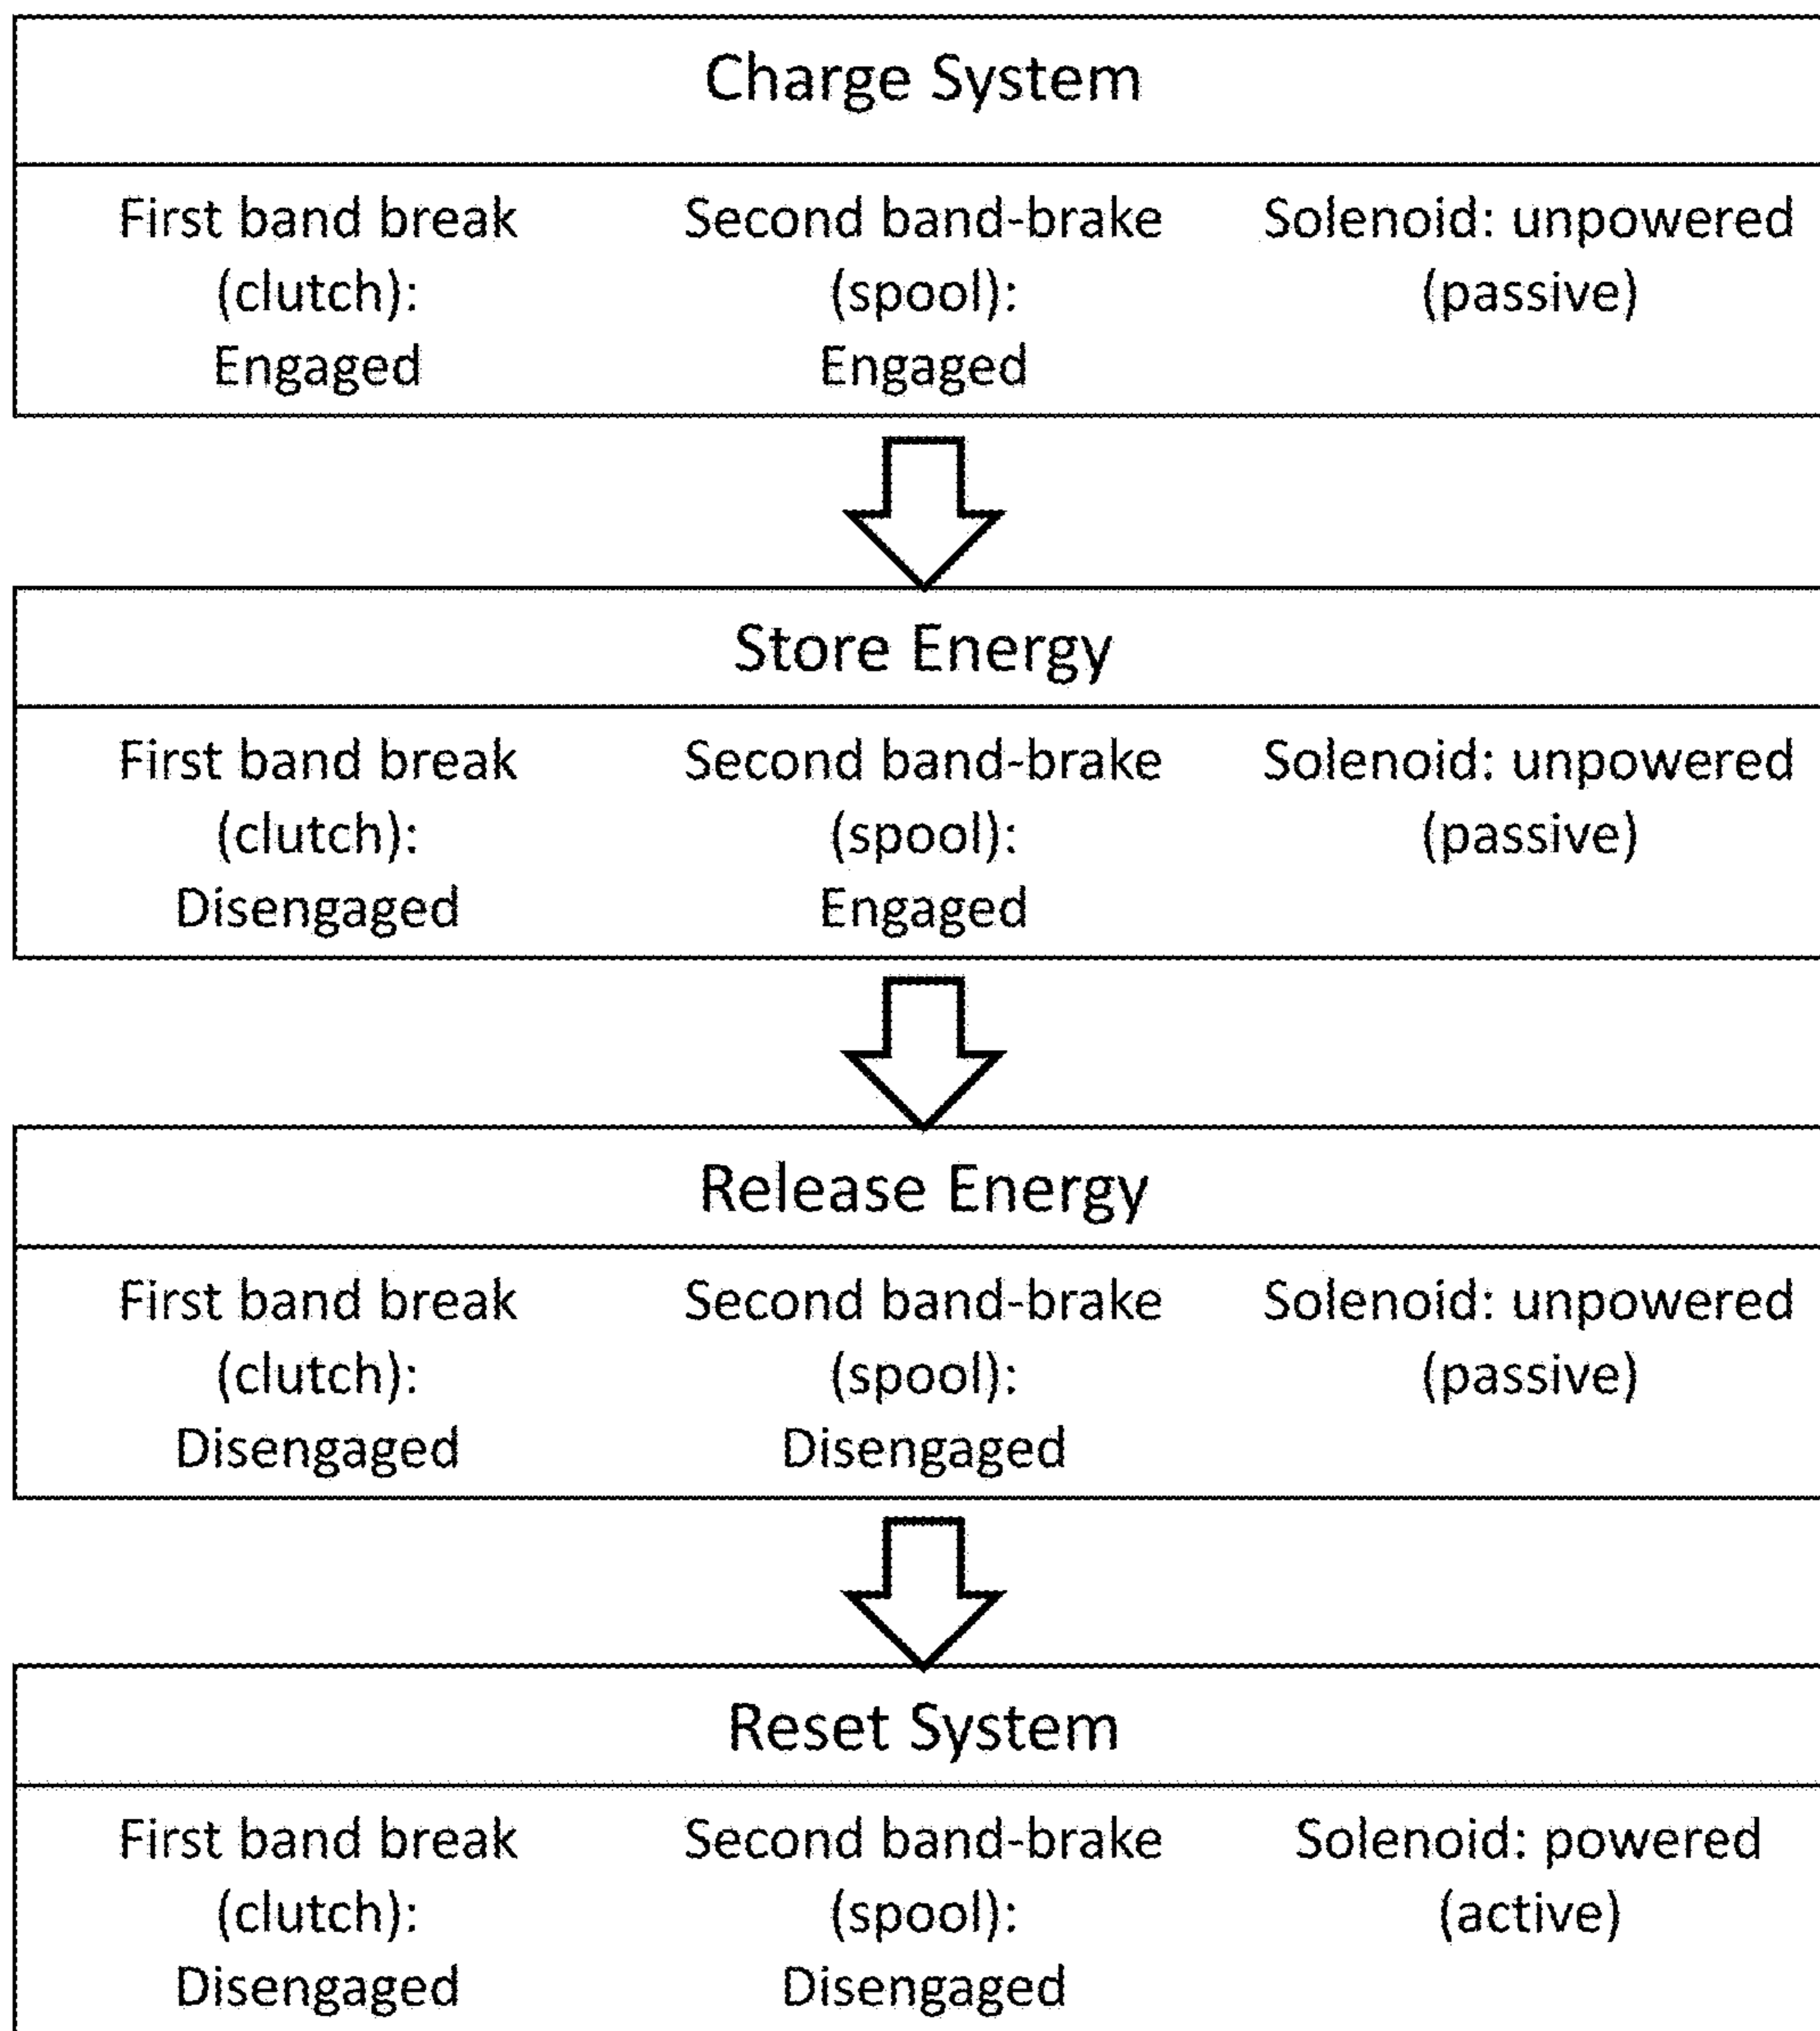 Charge System
First band break Second band-brake Solenoid: unpowered
(clutch): (spool): (passive)
Engaged Engaged
Store Energy
First band break Second band-brake Solenoid: unpowered
(clutch): (spool): (passive)
Disengaged Engaged
Release Energy
First band break Second band-brake Solenoid: unpowered
(clutch): (spool): (passive)
Disengaged Disengaged
Reset System
First band break Second band-brake Solenoid: powered
(clutch): (spool): (active)
Disengaged Disengaged